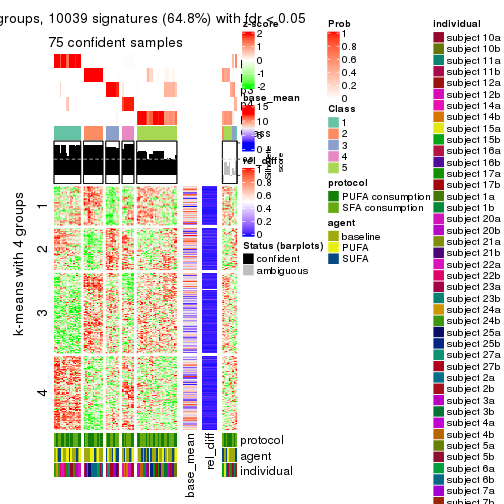 groups, 10039 signatures (64.8%) with fdr < 0.05
75 confident samples
k-means with 4 groups
1
2
3
4
base_mean
rel_diff
protocol
agent
individual
z-score
2
1
0
-1
-2
base_mean
15
10
5
0
rel_diff
1
0.8
0.6
0.4
0.2
0
Silhouette
score
Status (barplots)
confident
ambiguous
Prob
1
0.8
0.6
0.4
0.2
0
Class
1
2
3
4
5
protocol
PUFA consumption
SFA consumption
agent
baseline
PUFA
SUFA
individual
subject 10a
subject 10b
subject 11a
subject 11b
subject 12a
subject 12b
subject 14a
subject 14b
subject 15a
subject 15b
subject 16a
subject 16b
subject 17a
subject 17b
subject 1a
subject 1b
subject 20a
subject 20b
subject 21a
subject 21b
subject 22a
subject 22b
subject 23a
subject 23b
subject 24a
subject 24b
subject 25a
subject 25b
subject 27a
subject 27b
subject 2a
subject 2b
subject 3a
subject 3b
subject 4a
subject 4b
subject 5a
subject 5b
subject 6a
subject 6b
subject 7a
subject 7b